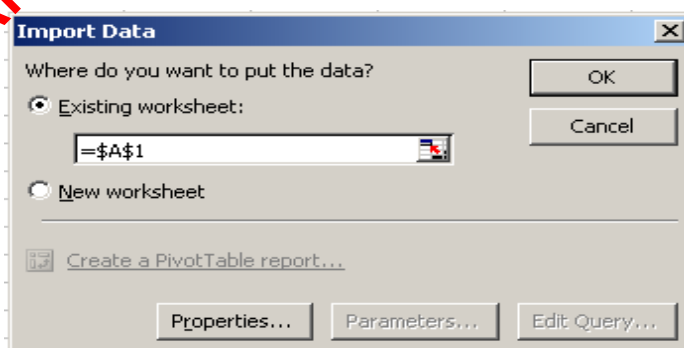 Import Data
Where do you want to put the data?
OK
Existing worksheet:
Cancel
=$A$1
New worksheet
Create a PivotTable report...
Properties...
Parameters...
Edit Query...